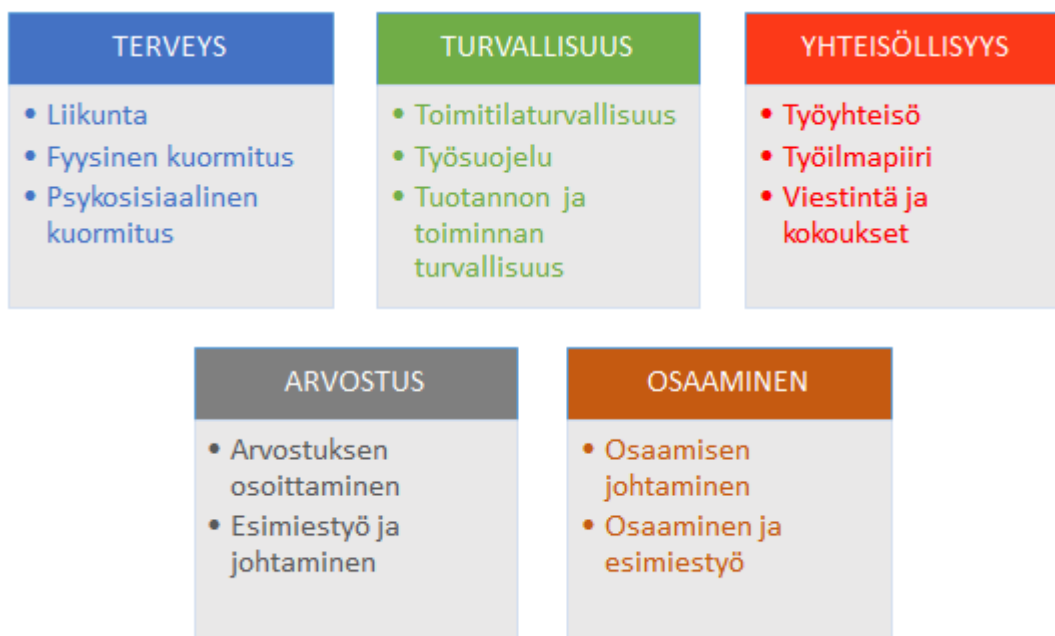 TERVEYS
• Liikunta
• Fyysinen kuormitus
• Psykosisiaalinen
kuormitus
TURVALLISUUS
• Toimitilaturvallisuus
• Työsuojelu
• Tuotannon ja
toiminnan
turvallisuus
YHTEISÖLLISYYS
• Työyhteisö
• Työilmapiiri
• Viestintä ja
kokoukset
ARVOSTUS
• Arvostuksen
osoittaminen
• Esimiestyö ja
johtaminen
OSAAMINEN
• Osaamisen
johtaminen
• Osaaminen ja
esimiestyö